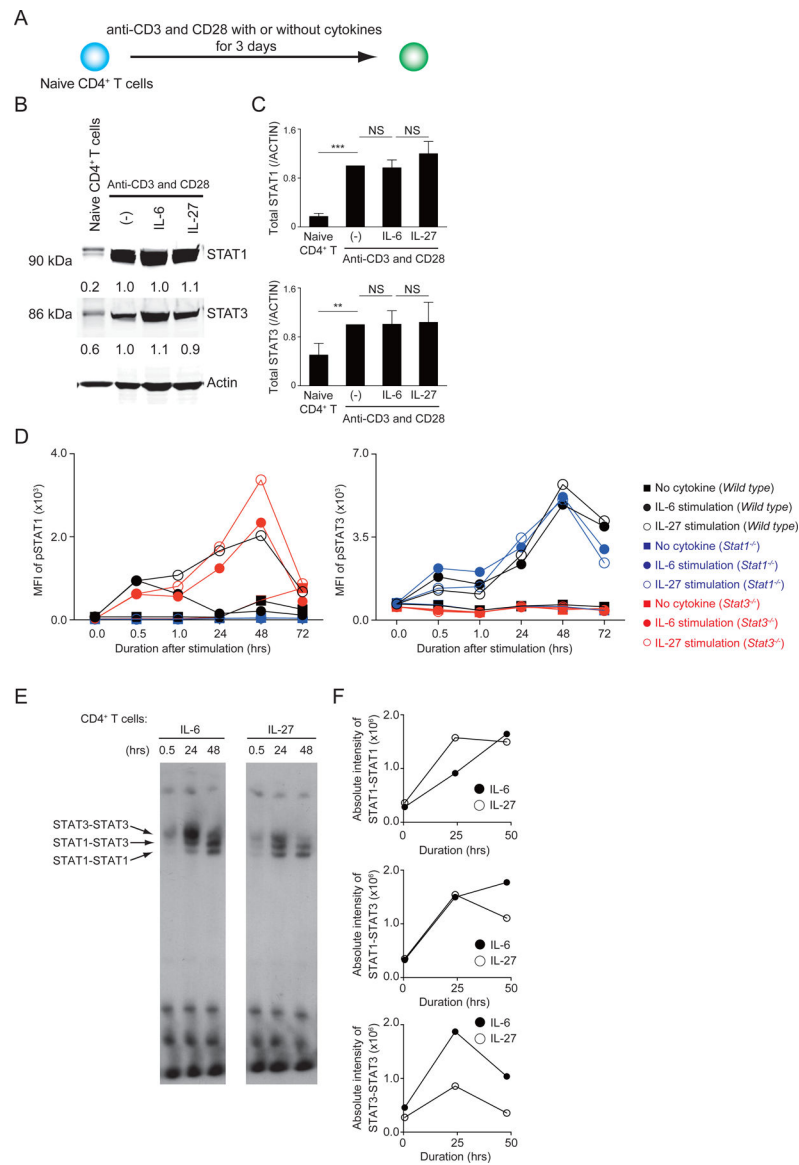 A
anti-CD3 and CD28 with or without cytokines
for 3 days
Naive CD4⁺ T cells
B
Naive CD4⁺ T cells
Anti-CD3 and CD28
(-)
IL-6
IL-27
90 kDa
STAT1
0.2 1.0 1.0 1.1
86 kDa
STAT3
0.6 1.0 1.1 0.9
Actin
C
Total STAT1 (/ACTIN)
1.6
0.8
0
***
NS
NS
Naive
CD4⁺ T
(-)
IL-6
IL-27
Anti-CD3 and CD28
Total STAT3 (/ACTIN)
1.6
0.8
0
**
NS
NS
Naive
CD4⁺ T
(-)
IL-6
IL-27
Anti-CD3 and CD28
D
MFI of pSTAT1 (x10³)
4.0
2.0
0
0.0 0.5 1.0 24 48 72
Duration after stimulation (hrs)
MFI of pSTAT3 (x10³)
7.0
3.5
0
0.0 0.5 1.0 24 48 72
Duration after stimulation (hrs)
No cytokine (Wild type)
IL-6 stimulation (Wild type)
IL-27 stimulation (Wild type)
No cytokine (Stat1⁻/⁻)
IL-6 stimulation (Stat1⁻/⁻)
IL-27 stimulation (Stat1⁻/⁻)
No cytokine (Stat3⁻/⁻)
IL-6 stimulation (Stat3⁻/⁻)
IL-27 stimulation (Stat3⁻/⁻)
E
CD4⁺ T cells:
IL-6
IL-27
(hrs) 0.5 24 48 0.5 24 48
STAT3-STAT3
STAT1-STAT3
STAT1-STAT1
F
Absolute intensity of
STAT1-STAT1 (x10⁶)
2.0
1.0
0
IL-6
IL-27
0 25 50
Duration (hrs)
Absolute intensity of
STAT1-STAT3 (x10⁶)
2.0
1.0
0
IL-6
IL-27
0 25 50
Duration (hrs)
Absolute intensity of
STAT3-STAT3 (x10⁶)
2.0
1.0
0.0
IL-6
IL-27
0 25 50
Duration (hrs)